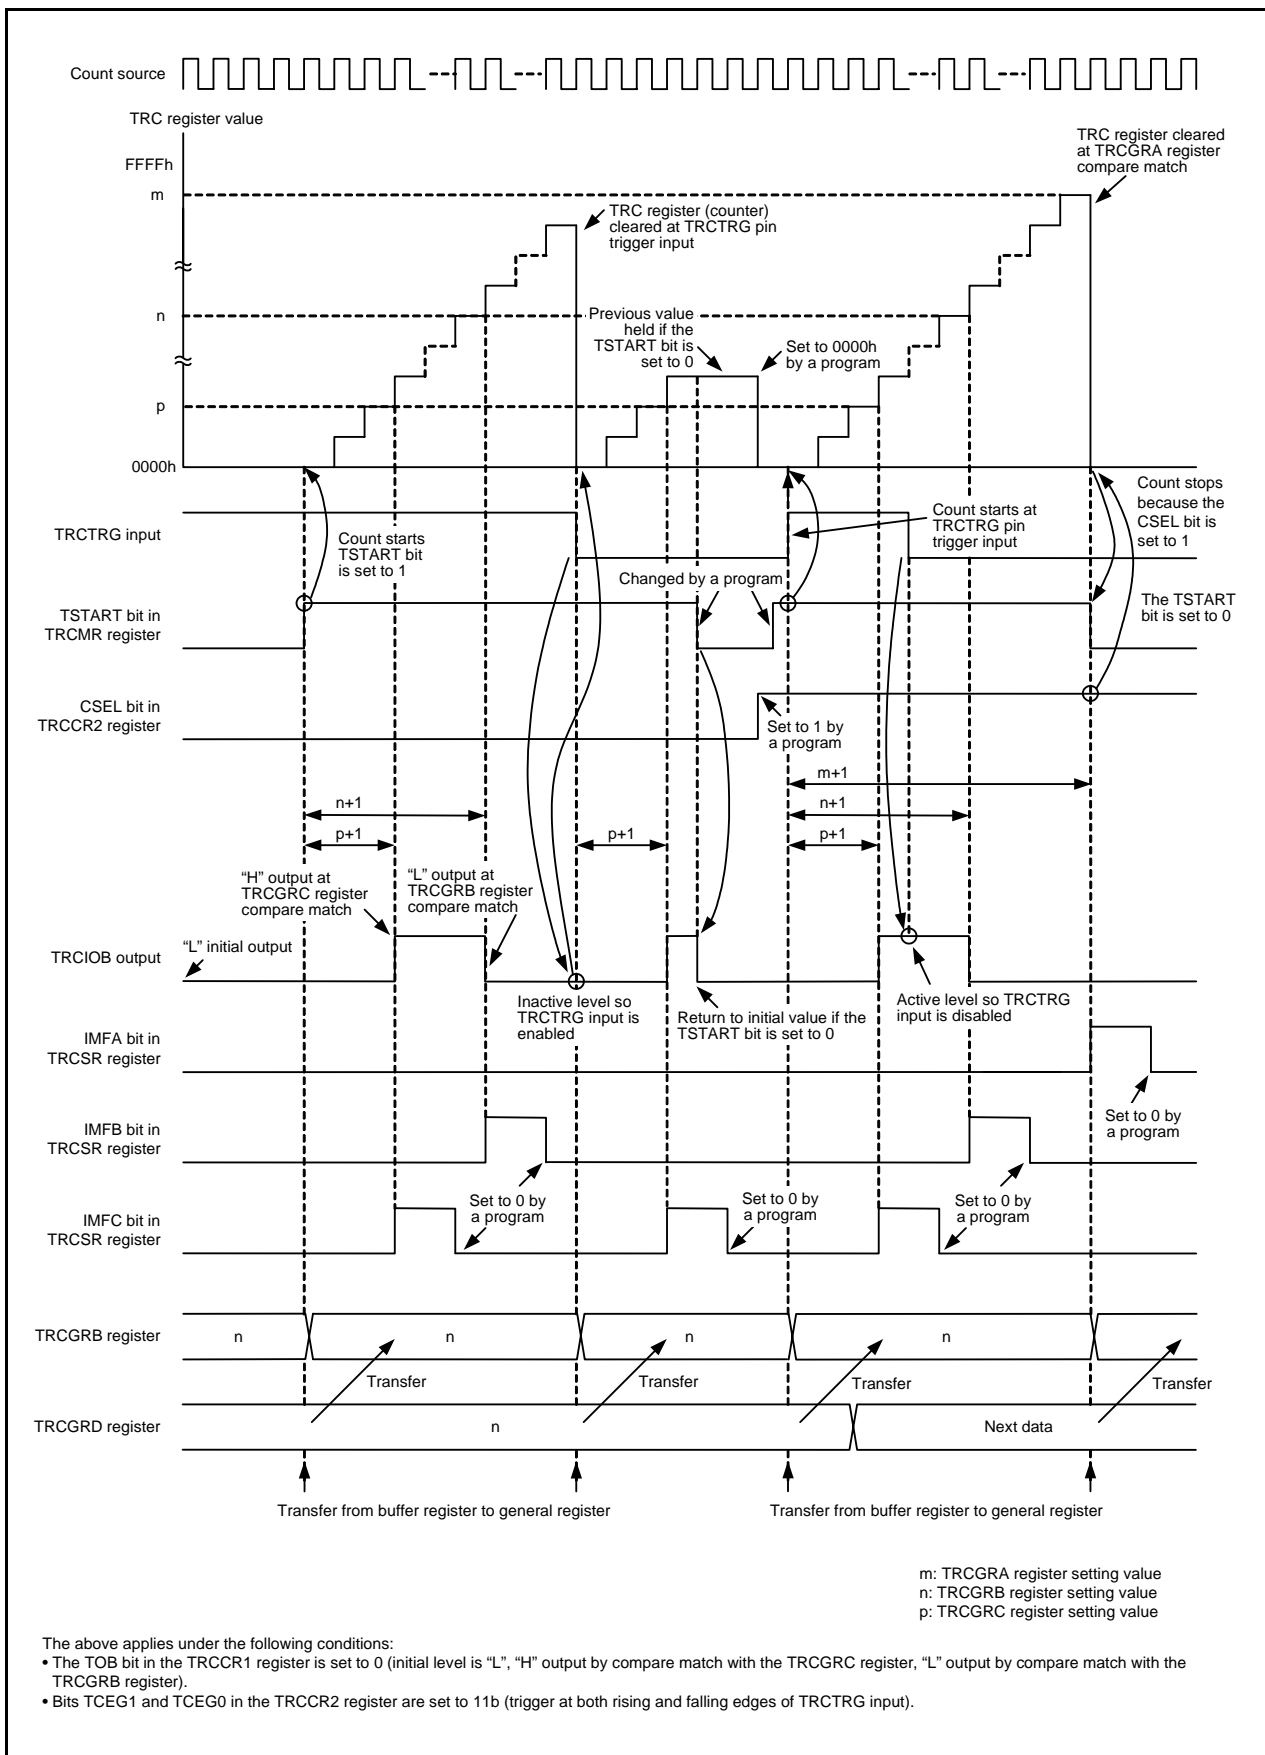 Count source
TRC register value
FFFFh
m
TRC register cleared
at TRCGRA register
compare match
TRC register (counter)
cleared at TRCTRG pin
trigger input
n
Previous value
held if the
TSTART bit is
set to 0
Set to 0000h
by a program
p
0000h
TRCTRG input
Count starts
TSTART bit
is set to 1
Count starts at
TRCTRG pin
trigger input
Count stops
because the
CSEL bit is
set to 1
Changed by a program
TSTART bit in
TRCMR register
The TSTART
bit is set to 0
CSEL bit in
TRCCR2 register
Set to 1 by
a program
m+1
n+1
n+1
p+1
p+1
p+1
“H” output at
TRCGRC register
compare match
“L” output at
TRCGRB register
compare match
“L” initial output
TRCIOB output
Inactive level so
TRCTRG input is
enabled
Return to initial value if the
TSTART bit is set to 0
Active level so TRCTRG
input is disabled
IMFA bit in
TRCSR register
Set to 0 by
a program
IMFB bit in
TRCSR register
Set to 0 by
a program
Set to 0 by
a program
Set to 0 by
a program
IMFC bit in
TRCSR register
TRCGRB register
n
n
n
n
Transfer
Transfer
Transfer
Transfer
TRCGRD register
n
Next data
Transfer from buffer register to general register
Transfer from buffer register to general register
m: TRCGRA register setting value
n: TRCGRB register setting value
p: TRCGRC register setting value
The above applies under the following conditions:
• The TOB bit in the TRCCR1 register is set to 0 (initial level is “L”, “H” output by compare match with the TRCGRC register, “L” output by compare match with the
TRCGRB register).
• Bits TCEG1 and TCEG0 in the TRCCR2 register are set to 11b (trigger at both rising and falling edges of TRCTRG input).